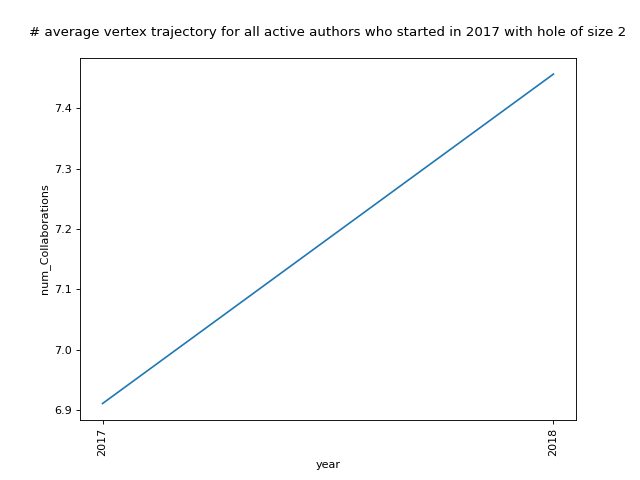 # average vertex trajectory for all active authors who started in 2017 with hole of size 2
7.4
7.3
7.2
7.1
7.0
6.9
num_Collaborations
2017
2018
year